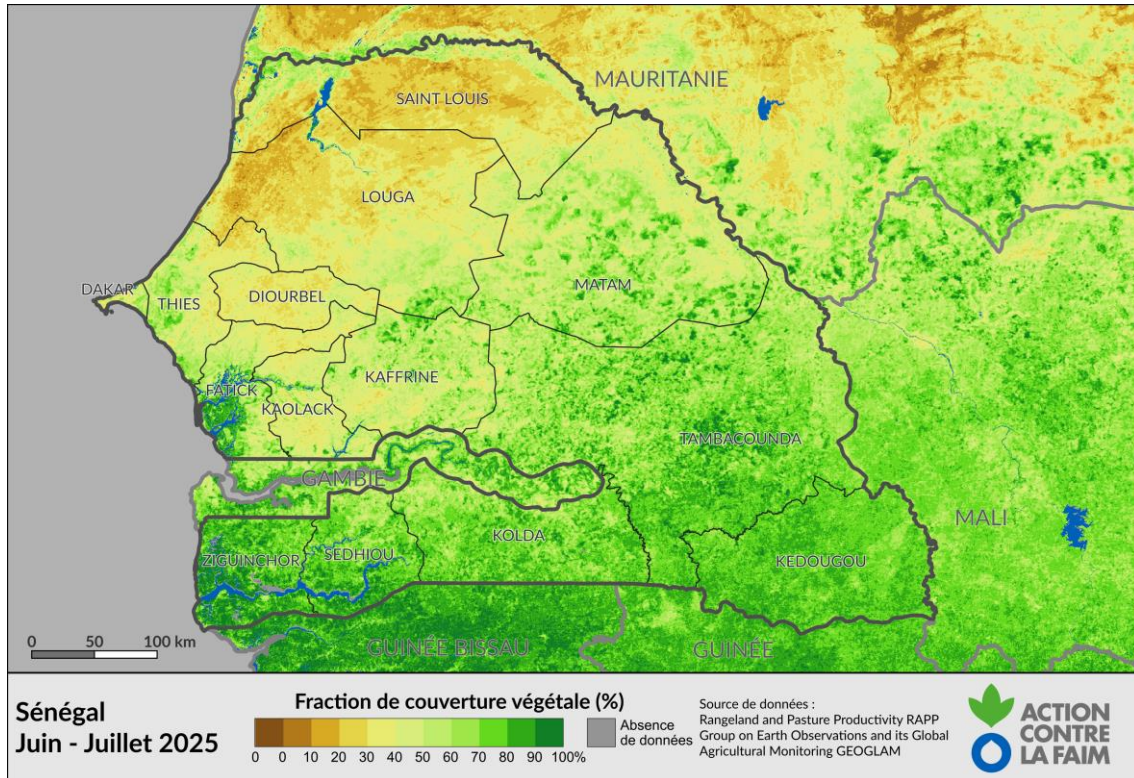 MAURITANIE
SAINT LOUIS
LOUGA
DAKAR
THIES
DIOURBEL
MATAM
FATICK
KAOLACK
KAFFRINE
TAMBACOUNDA
GAMBIE
ZIGUINCHOR
SEDHIOU
KOLDA
KEDOUGOU
MALI
GUINÉE BISSAU
GUINÉE
0 50 100 km
Sénégal
Juin - Juillet 2025
Fraction de couverture végétale (%)
0 0 10 20 30 40 50 60 70 80 90 100%
Absence
de données
Source de données :
Rangeland and Pasture Productivity RAPP
Group on Earth Observations and its Global
Agricultural Monitoring GEOGLAM
ACTION
CONTRE
LA FAIM